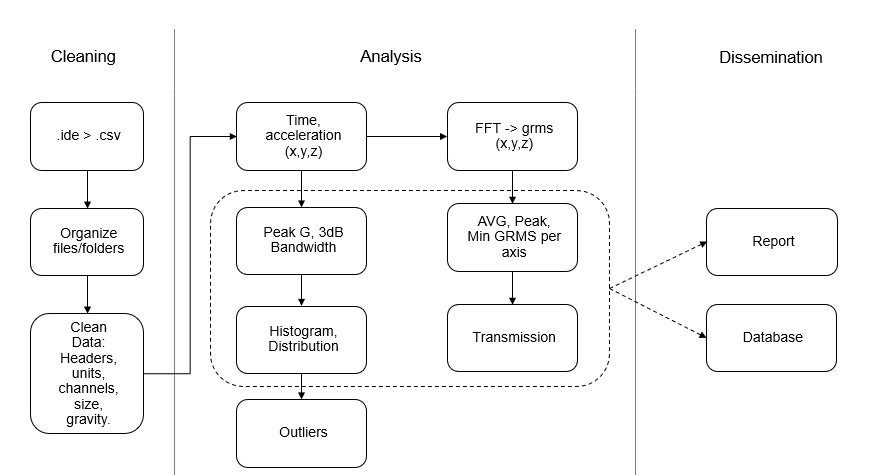 Cleaning
Analysis
Dissemination
.ide > .csv
Organize
files/folders
Clean
Data:
Headers,
units,
channels,
size,
gravity.
Time,
acceleration
(x,y,z)
Peak G, 3dB
Bandwidth
Histogram,
Distribution
Outliers
FFT -> grms
(x,y,z)
AVG, Peak,
Min GRMS per
axis
Transmission
Report
Database